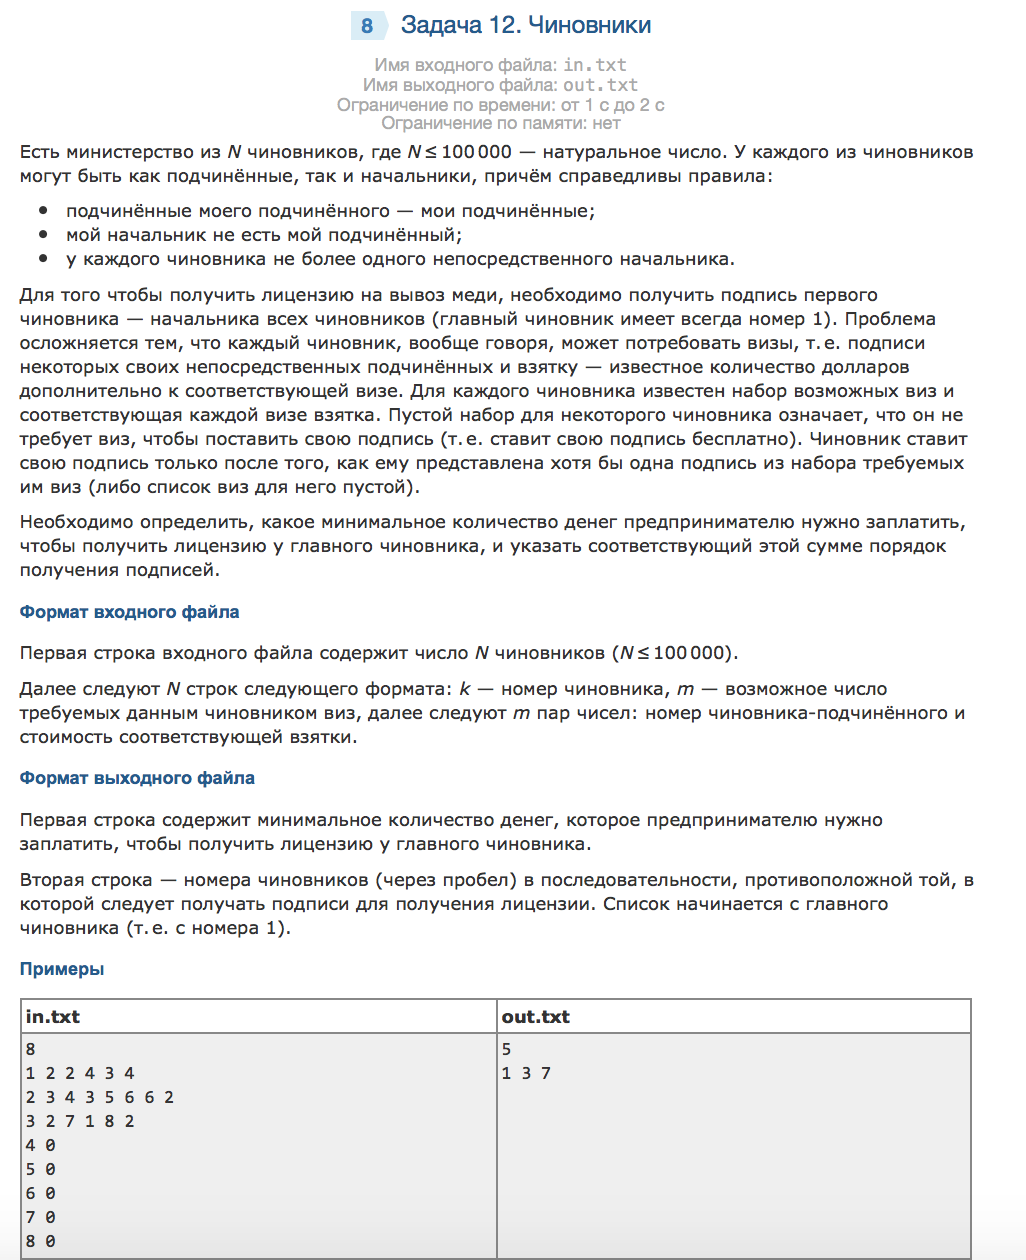 8 Задача 12. Чиновники
Имя входного файла: in.txt
Имя выходного файла: out.txt
Ограничение по времени: от 1 с до 2 с
Ограничение по памяти: нет
Есть министерство из N чиновников, где N ≤ 100 000 — натуральное число. У каждого из чиновников
могут быть как подчинённые, так и начальники, причём справедливы правила:
• подчинённые моего подчинённого — мои подчинённые;
• мой начальник не есть мой подчинённый;
• у каждого чиновника не более одного непосредственного начальника.
Для того чтобы получить лицензию на вывоз меди, необходимо получить подпись первого
чиновника — начальника всех чиновников (главный чиновник имеет всегда номер 1). Проблема
осложняется тем, что каждый чиновник, вообще говоря, может потребовать визы, т. е. подписи
некоторых своих непосредственных подчинённых и взятку — известное количество долларов
дополнительно к соответствующей визе. Для каждого чиновника известен набор возможных виз и
соответствующая каждой визе взятка. Пустой набор для некоторого чиновника означает, что он не
требует виз, чтобы поставить свою подпись (т. е. ставит свою подпись бесплатно). Чиновник ставит
свою подпись только после того, как ему представлена хотя бы одна подпись из набора требуемых
им виз (либо список виз для него пустой).
Необходимо определить, какое минимальное количество денег предпринимателю нужно заплатить,
чтобы получить лицензию у главного чиновника, и указать соответствующий этой сумме порядок
получения подписей.
Формат входного файла
Первая строка входного файла содержит число N чиновников (N ≤ 100 000).
Далее следуют N строк следующего формата: k — номер чиновника, m — возможное число
требуемых данным чиновником виз, далее следуют m пар чисел: номер чиновника-подчинённого и
стоимость соответствующей взятки.
Формат выходного файла
Первая строка содержит минимальное количество денег, которое предпринимателю нужно
заплатить, чтобы получить лицензию у главного чиновника.
Вторая строка — номера чиновников (через пробел) в последовательности, противоположной той, в
которой следует получать подписи для получения лицензии. Список начинается с главного
чиновника (т. е. с номера 1).
Примеры
in.txt out.txt
8 5
1 2 2 4 3 4 1 3 7
2 3 4 3 5 6 6 2
3 2 7 1 8 2
4 0
5 0
6 0
7 0
8 0